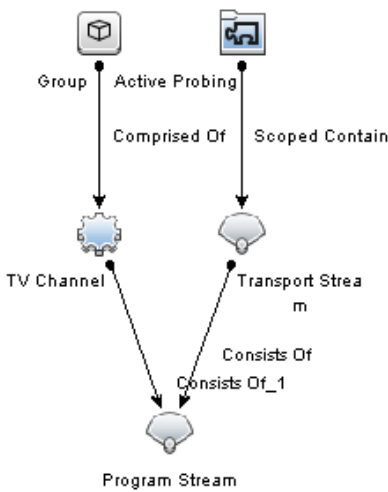 Group
Active Probing
Comprised Of
Scoped Contain
TV Channel
Transport Strea
m
Consists Of
Consists Of_1
Program Stream